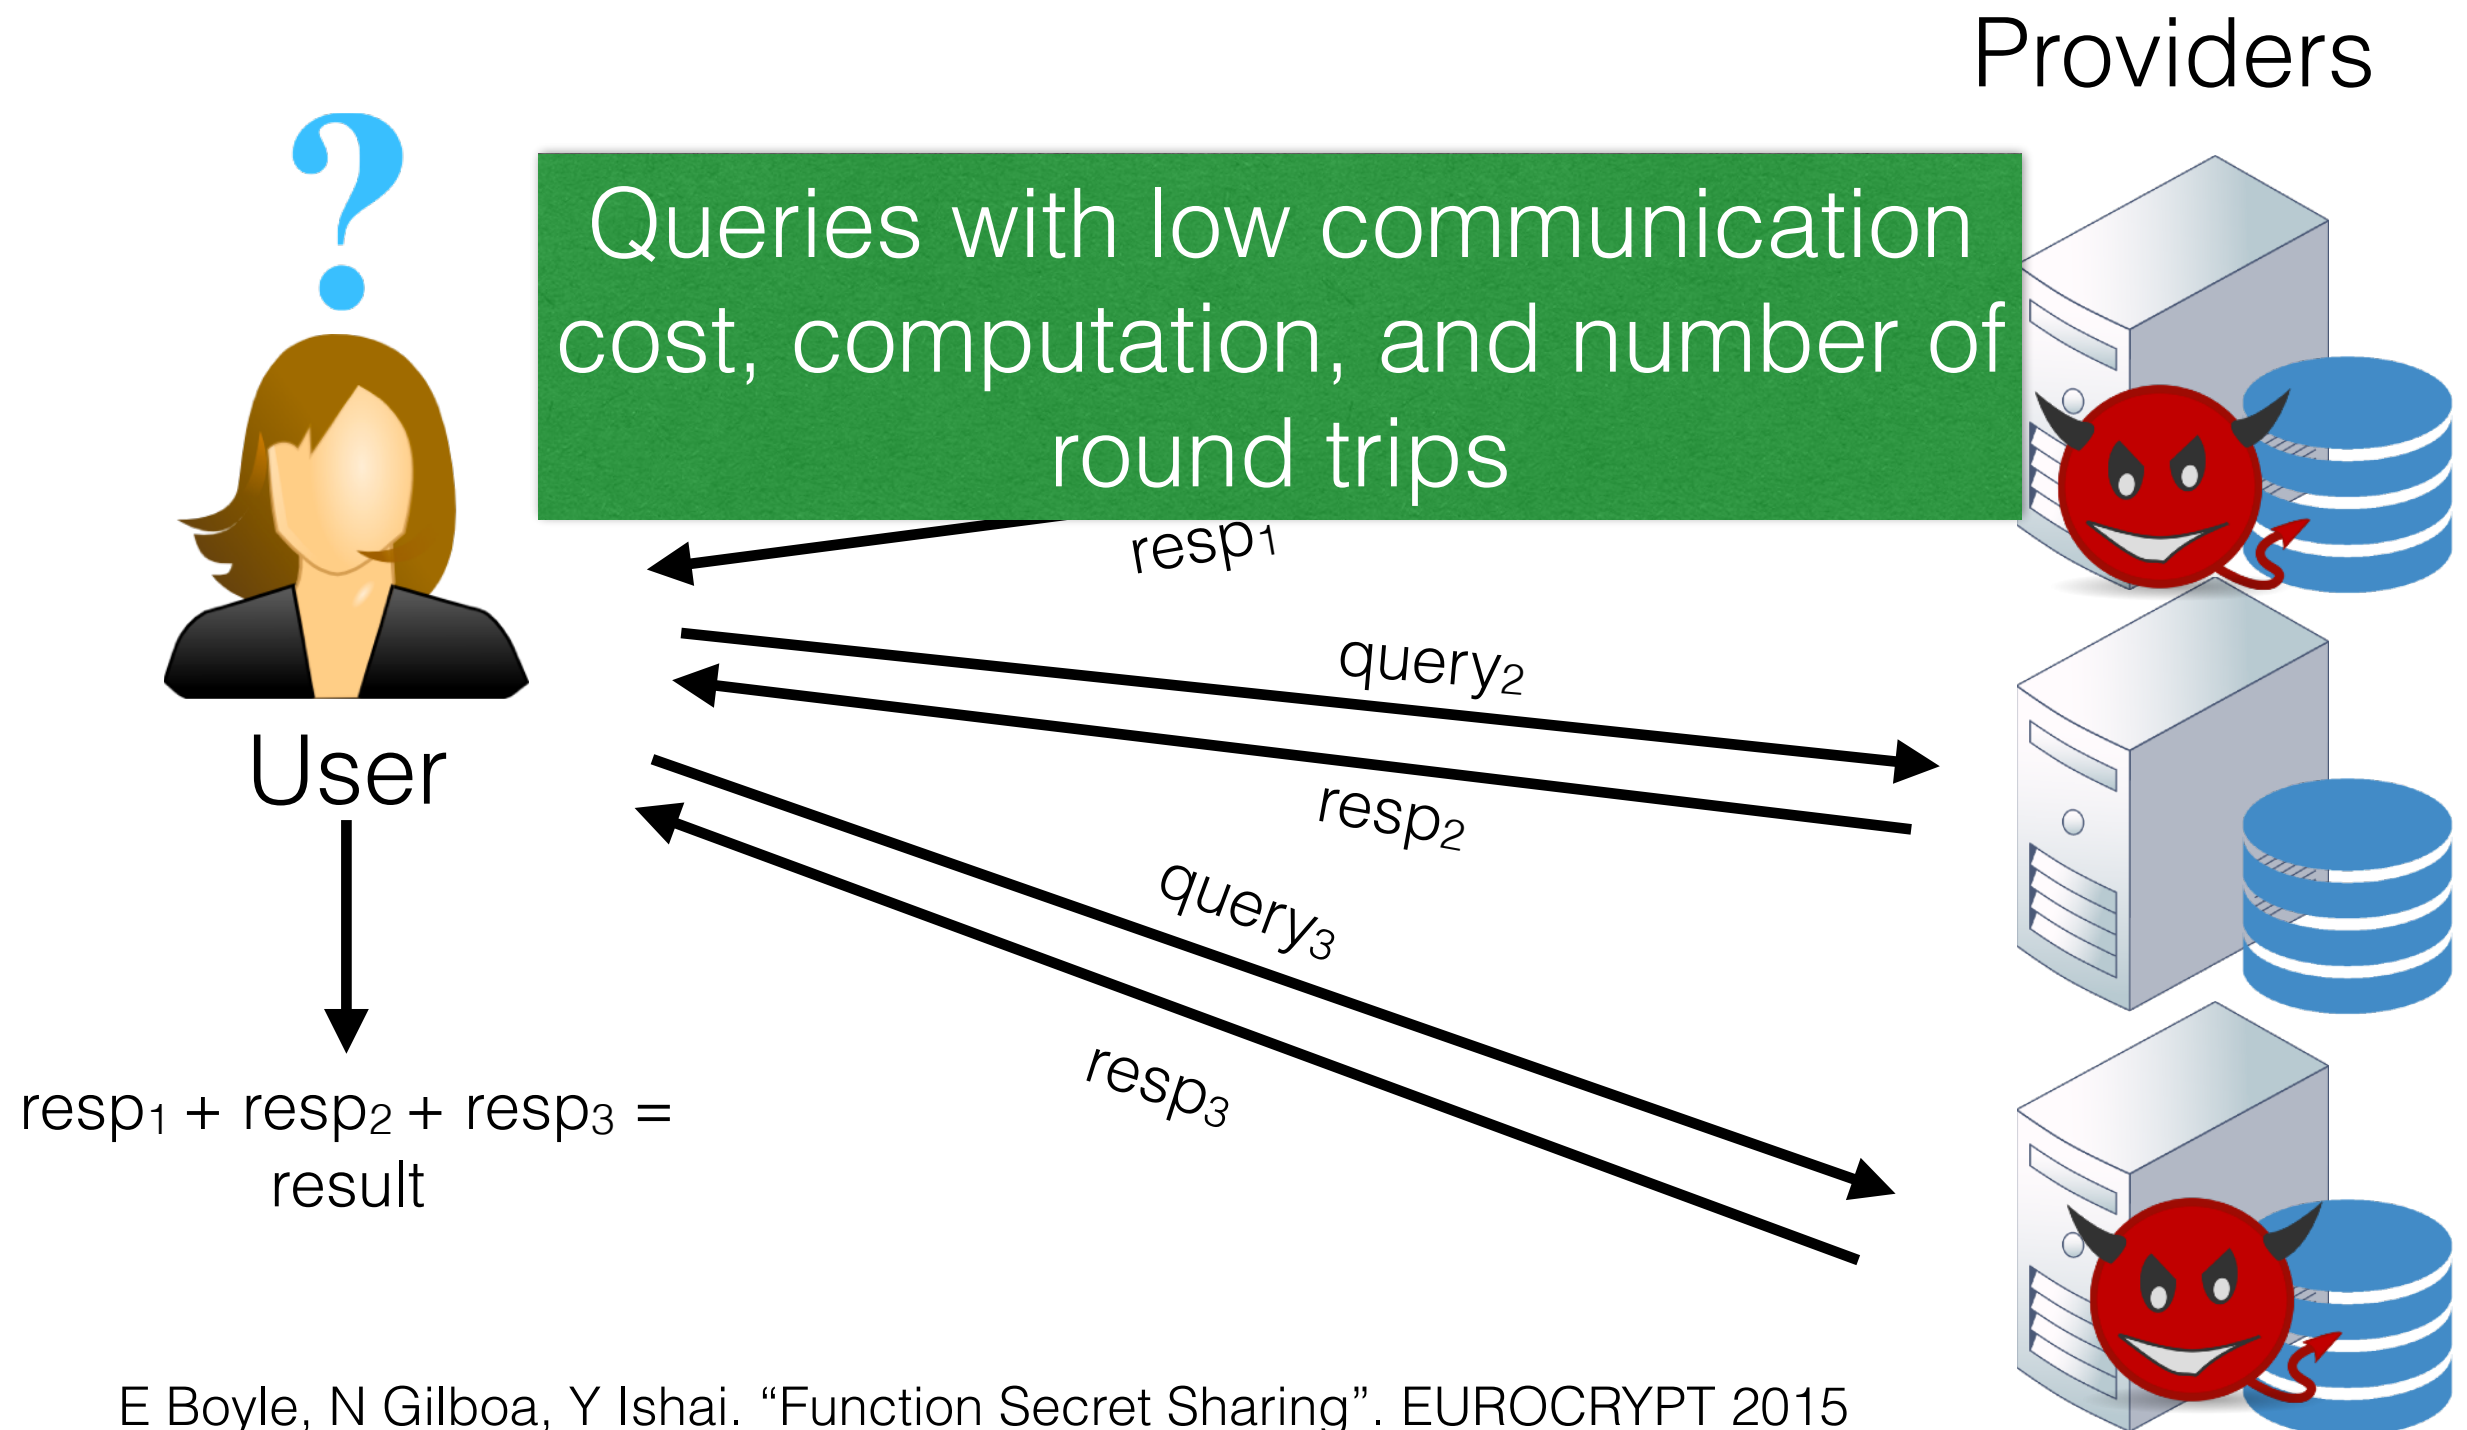 Providers
Queries with low communication
cost, computation, and number of
round trips
resp₁
query₂
resp₂
query₃
resp₃
User
resp₁ + resp₂ + resp₃ =
result
E Boyle, N Gilboa, Y Ishai. “Function Secret Sharing”. EUROCRYPT 2015